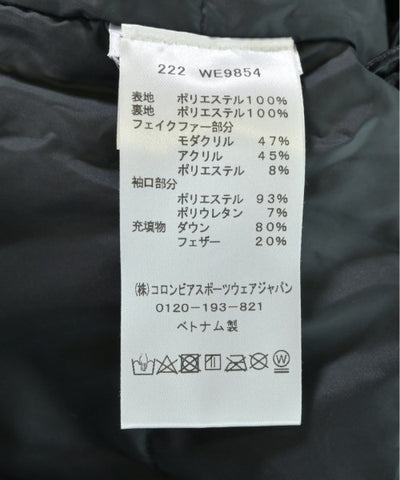 222 WE9854
表地 ポリエステル100%
裏地 ポリエステル100%
フェイクファー部分
モダクリル 47%
アクリル 45%
ポリエステル 8%
袖口部分
ポリエステル 93%
ポリウレタン 7%
充填物 ダウン 80%
フェザー 20%
(株)コロンビアスポーツウェアジャパン
0120-193-821
ベトナム製
W